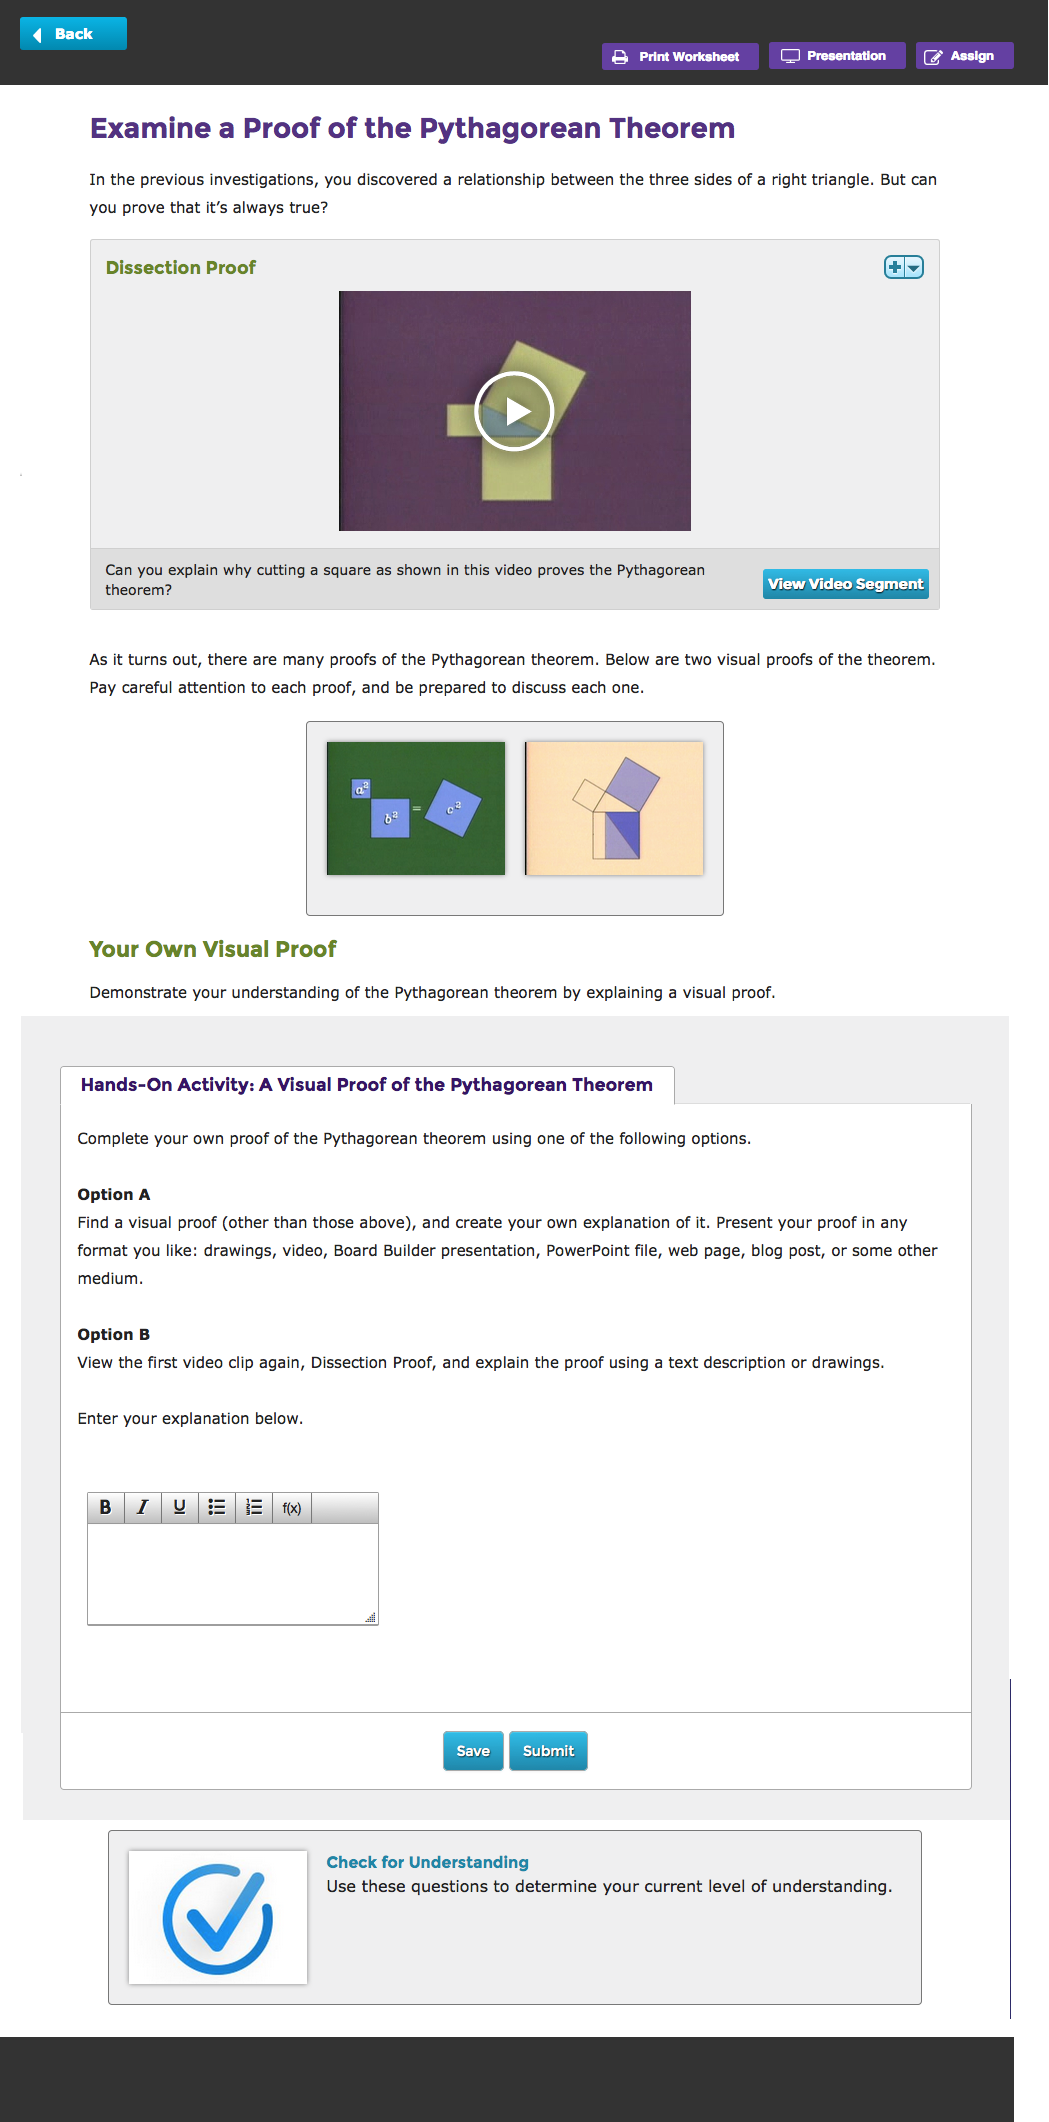 Back
Print Worksheet
Presentation
Assign
Examine a Proof of the Pythagorean Theorem
In the previous investigations, you discovered a relationship between the three sides of a right triangle. But can
you prove that it’s always true?
Dissection Proof
Can you explain why cutting a square as shown in this video proves the Pythagorean
theorem?
View Video Segment
As it turns out, there are many proofs of the Pythagorean theorem. Below are two visual proofs of the theorem.
Pay careful attention to each proof, and be prepared to discuss each one.
a²
b²
=
c²
Your Own Visual Proof
Demonstrate your understanding of the Pythagorean theorem by explaining a visual proof.
Hands-On Activity: A Visual Proof of the Pythagorean Theorem
Complete your own proof of the Pythagorean theorem using one of the following options.
Option A
Find a visual proof (other than those above), and create your own explanation of it. Present your proof in any
format you like: drawings, video, Board Builder presentation, PowerPoint file, web page, blog post, or some other
medium.
Option B
View the first video clip again, Dissection Proof, and explain the proof using a text description or drawings.
Enter your explanation below.
B I U f(x)
Save
Submit
Check for Understanding
Use these questions to determine your current level of understanding.